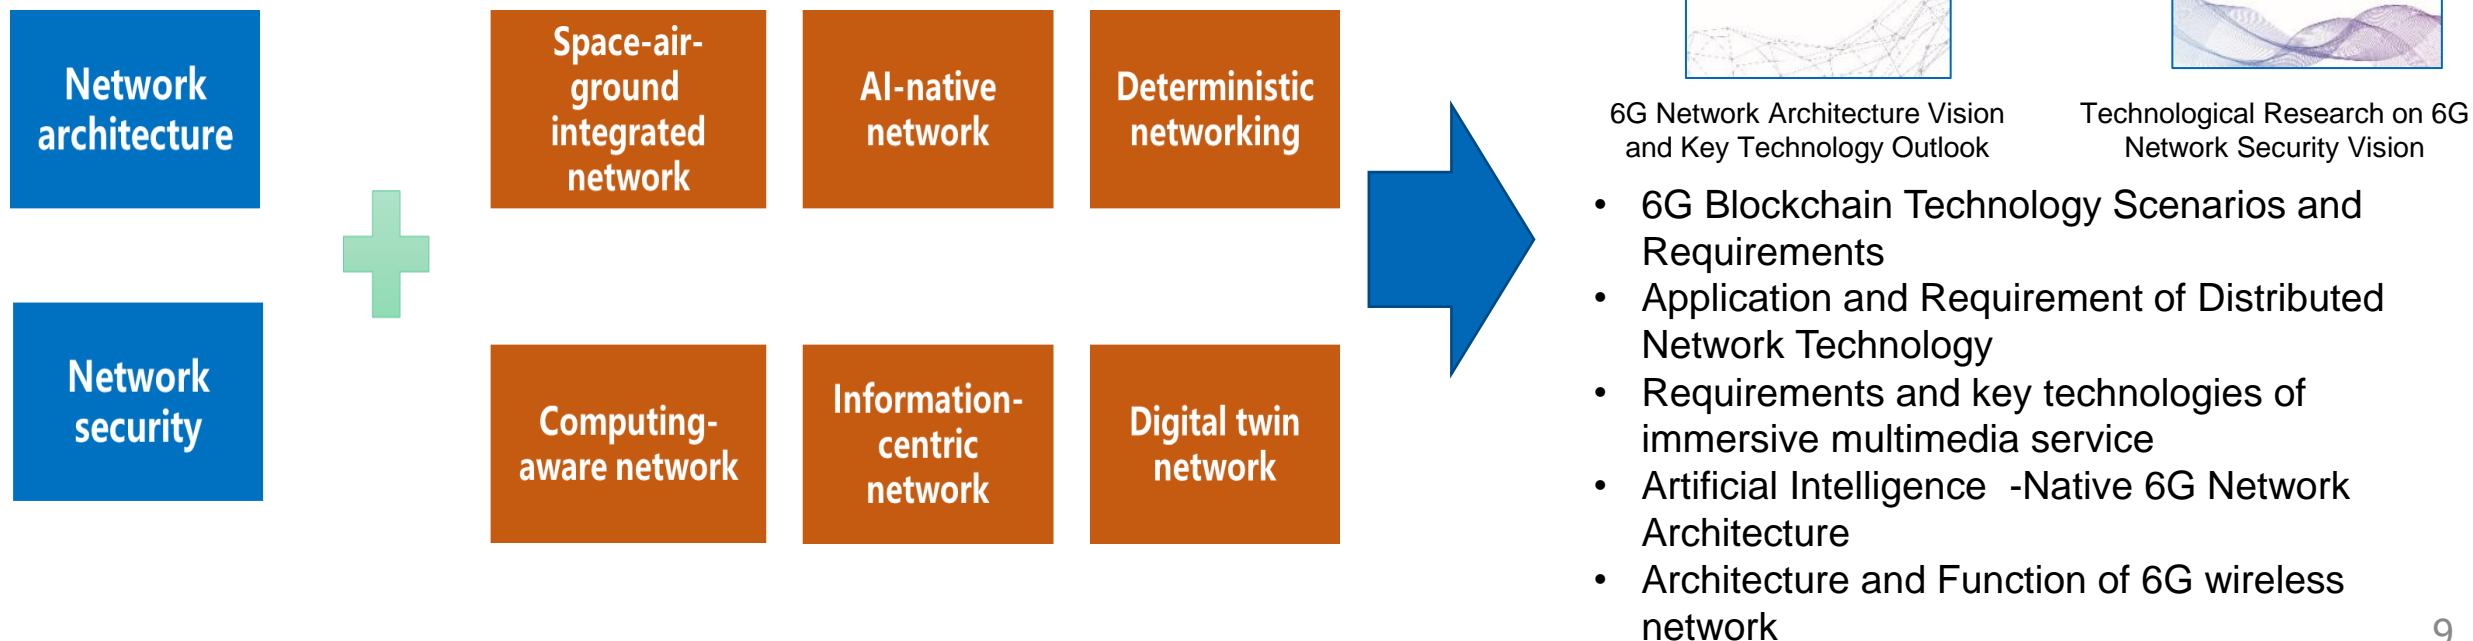 Network
architecture
Network
security
Space-air-
ground
integrated
network
AI-native
network
Deterministic
networking
Computing-
aware network
Information-
centric
network
Digital twin
network
6G Network Architecture Vision
and Key Technology Outlook
Technological Research on 6G
Network Security Vision
• 6G Blockchain Technology Scenarios and
Requirements
• Application and Requirement of Distributed
Network Technology
• Requirements and key technologies of
immersive multimedia service
• Artificial Intelligence -Native 6G Network
Architecture
• Architecture and Function of 6G wireless
network
9